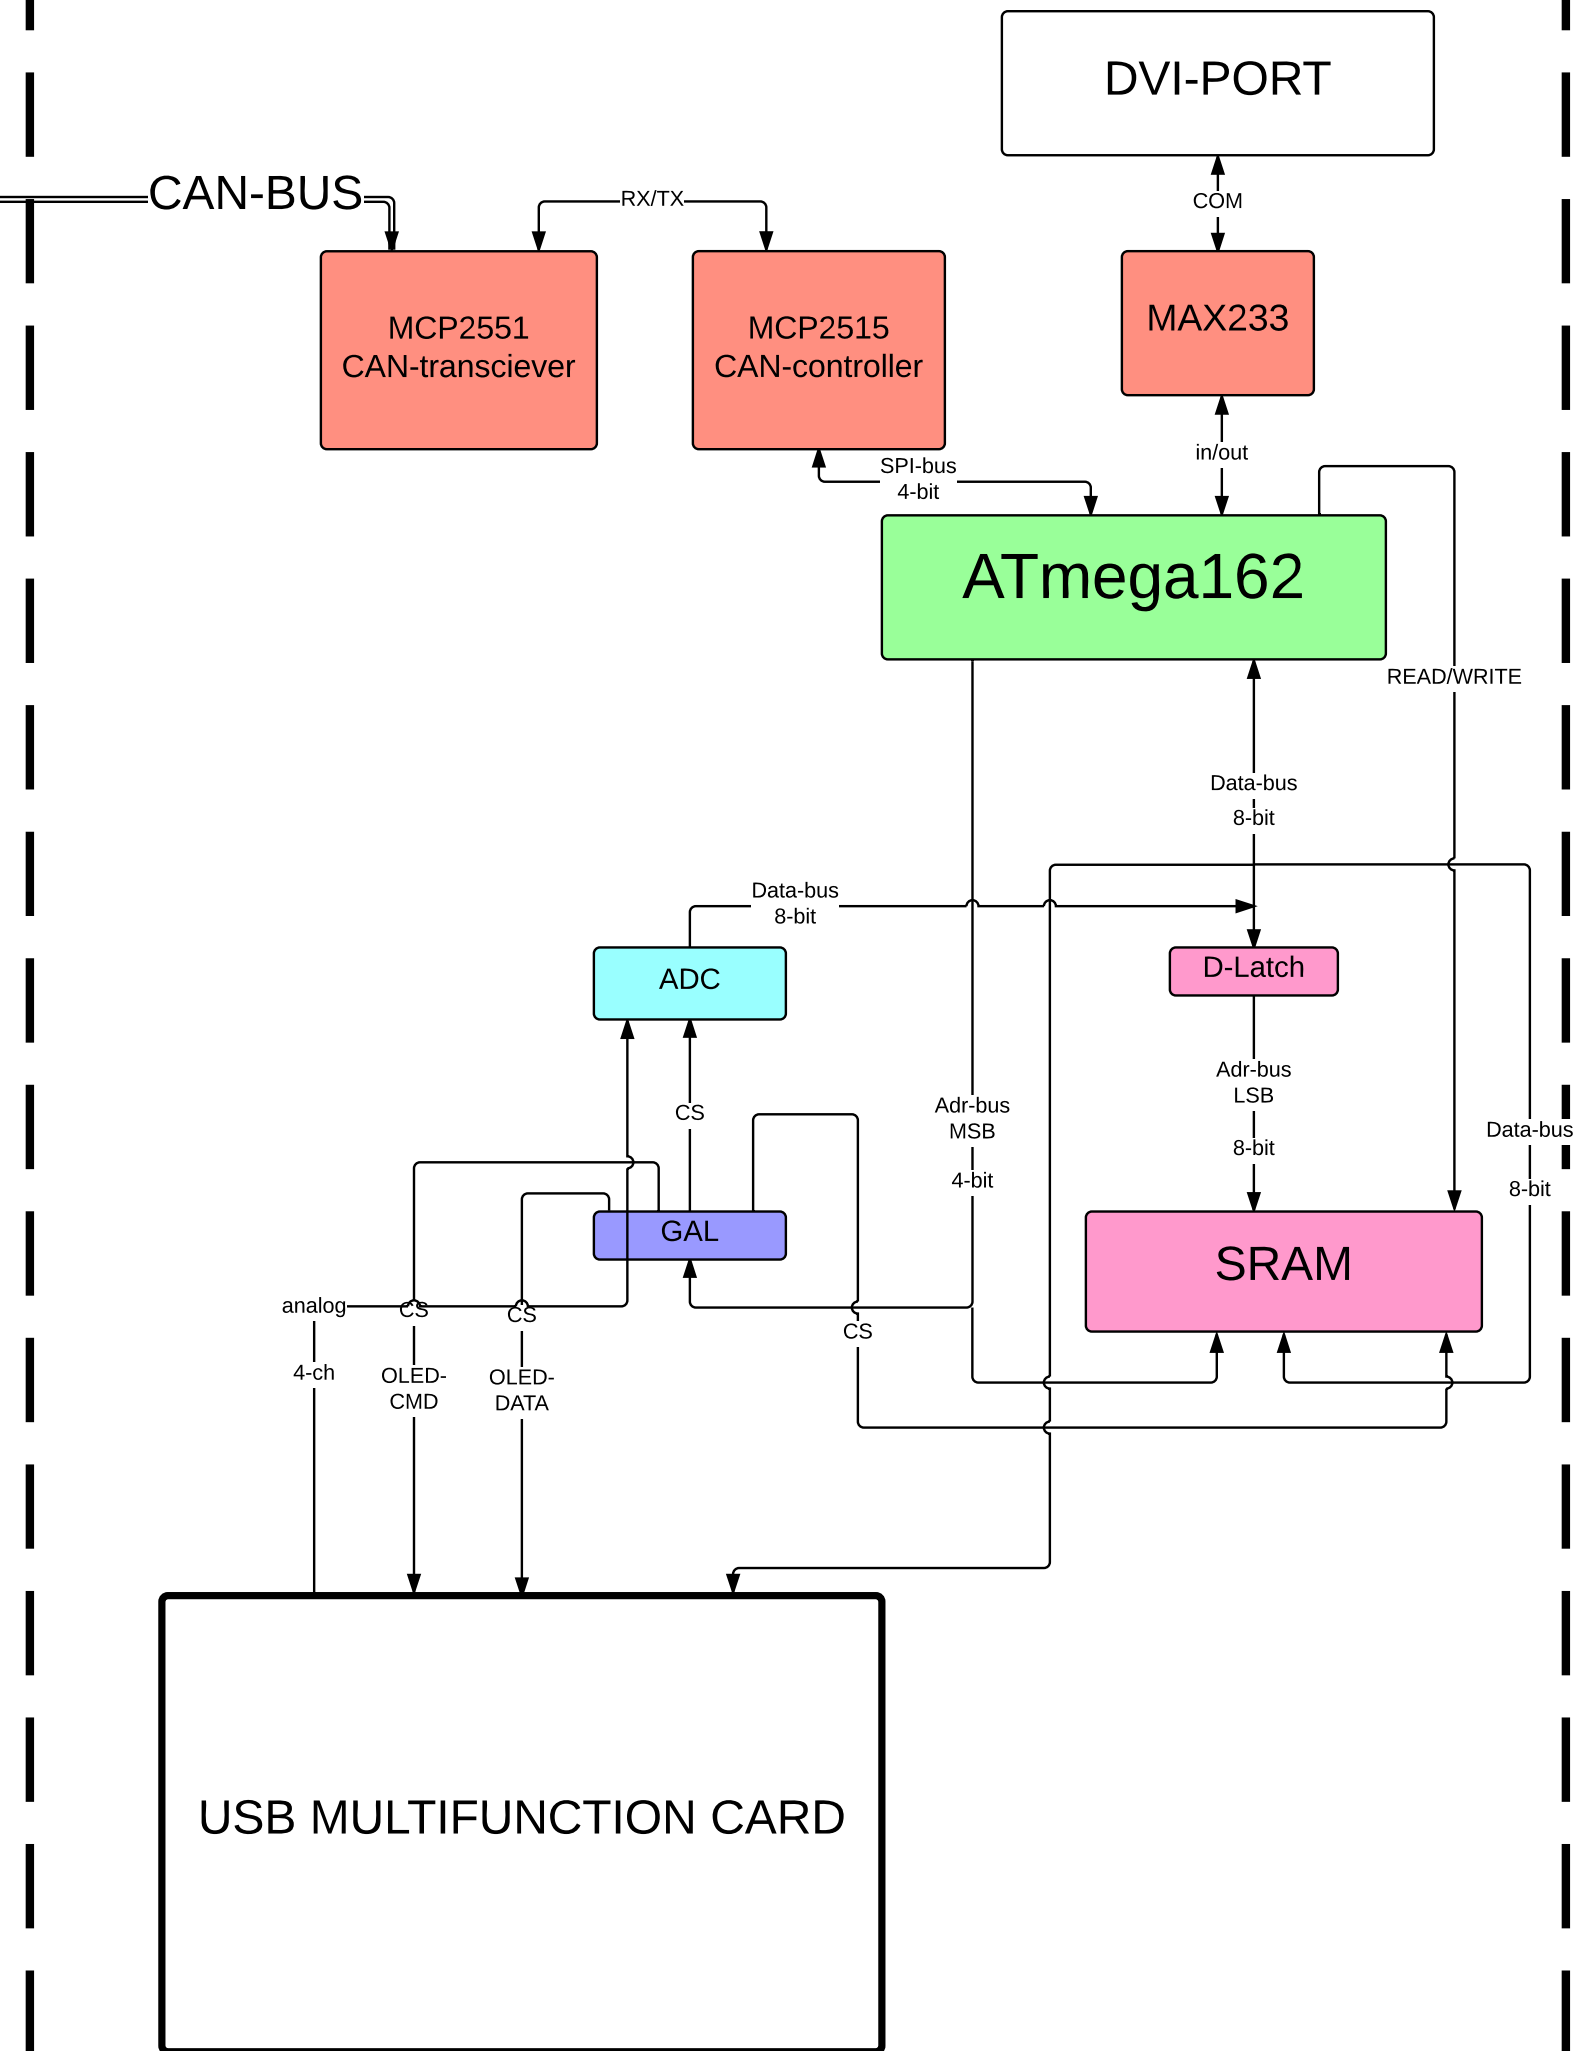 DVI-PORT
CAN-BUS
RX/TX
COM
MCP2551
CAN-transciever
MCP2515
CAN-controller
MAX233
in/out
SPI-bus
4-bit
ATmega162
READ/WRITE
Data-bus
8-bit
Data-bus
8-bit
ADC
D-Latch
Adr-bus
LSB
8-bit
CS
Adr-bus
MSB
4-bit
Data-bus
8-bit
GAL
SRAM
analog
4-ch
CS
OLED-
CMD
CS
OLED-
DATA
CS
USB MULTIFUNCTION CARD